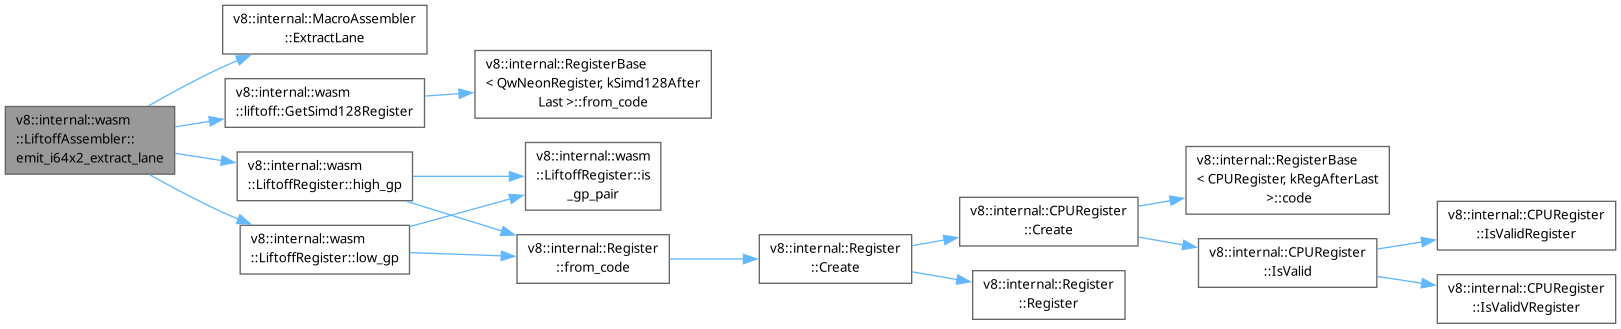 v8::internal::wasm
::LiftoffAssembler::
emit_i64x2_extract_lane
v8::internal::MacroAssembler
::ExtractLane
v8::internal::wasm
::liftoff::GetSimd128Register
v8::internal::RegisterBase
< QwNeonRegister, kSimd128After
Last >::from_code
v8::internal::wasm
::LiftoffRegister::high_gp
v8::internal::wasm
::LiftoffRegister::is
_gp_pair
v8::internal::wasm
::LiftoffRegister::low_gp
v8::internal::Register
::from_code
v8::internal::Register
::Create
v8::internal::CPURegister
::Create
v8::internal::RegisterBase
< CPURegister, kRegAfterLast
>::code
v8::internal::CPURegister
::IsValid
v8::internal::CPURegister
::IsValidRegister
v8::internal::CPURegister
::IsValidVRegister
v8::internal::Register
::Register